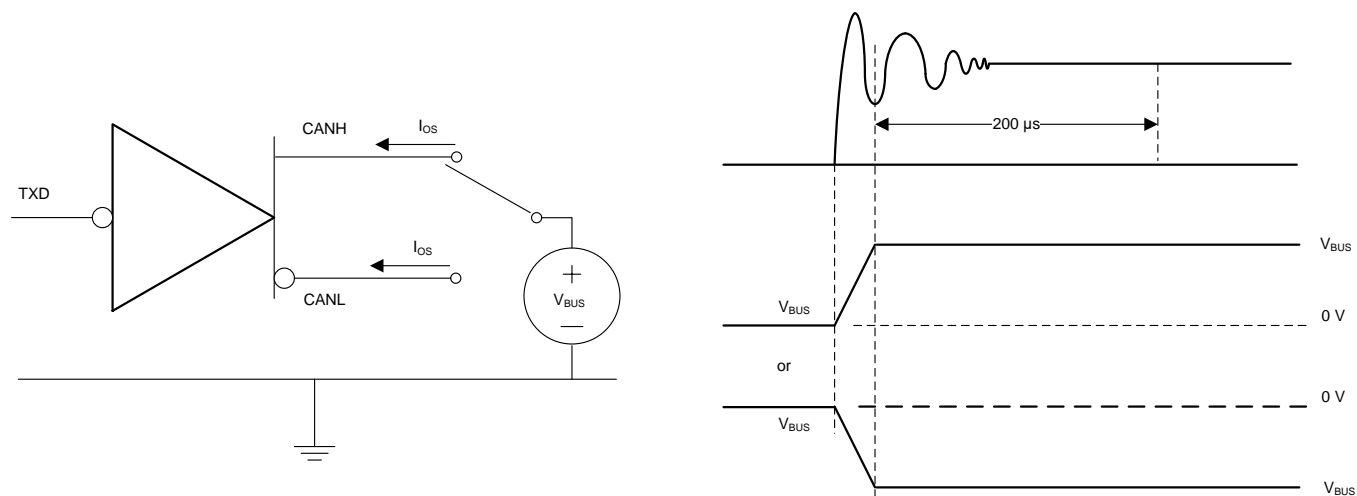 TXD
CANH
I_OS
I_OS
CANL
V_BUS
+
—
200 µs
V_BUS
V_BUS
0 V
or
0 V
V_BUS
V_BUS